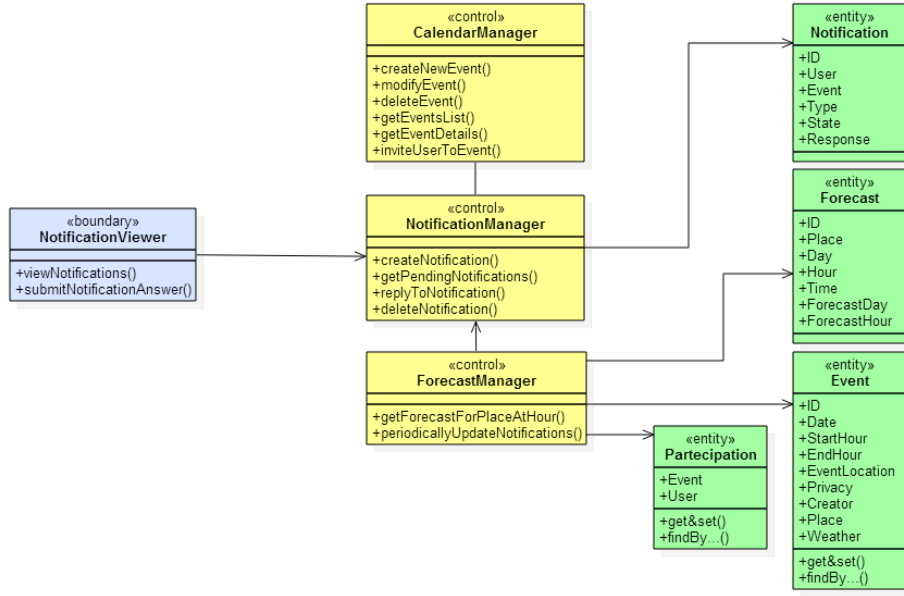 «control»
CalendarManager
+createNewEvent()
+modifyEvent()
+deleteEvent()
+getEventsList()
+getEventDetails()
+inviteUserToEvent()
«entity»
Notification
+ID
+User
+Event
+Type
+State
+Response
«boundary»
NotificationViewer
+viewNotifications()
+submitNotificationAnswer()
«control»
NotificationManager
+createNotification()
+getPendingNotifications()
+replyToNotification()
+deleteNotification()
«entity»
Forecast
+ID
+Place
+Day
+Hour
+Time
+ForecastDay
+ForecastHour
«control»
ForecastManager
+getForecastForPlaceAtHour()
+periodicallyUpdateNotifications()
«entity»
Partecipation
+Event
+User
+get&set()
+findBy...()
«entity»
Event
+ID
+Date
+StartHour
+EndHour
+EventLocation
+Privacy
+Creator
+Place
+Weather
+get&set()
+findBy...()